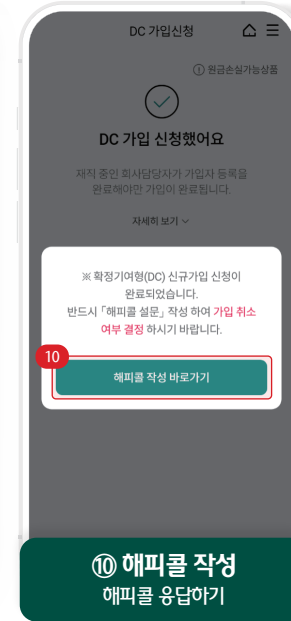 DC 가입신청
원금손실가능상품
DC 가입 신청했어요
재직 중인 회사담당자가 가입자 등록을
완료해야만 가입이 완료됩니다.
자세히 보기
※ 확정기여형(DC) 신규가입 신청이
완료되었습니다.
반드시 「해피콜 설문」 작성 하여 가입 취소
여부 결정 하시기 바랍니다.
10
해피콜 작성 바로가기
⑩ 해피콜 작성
해피콜 응답하기